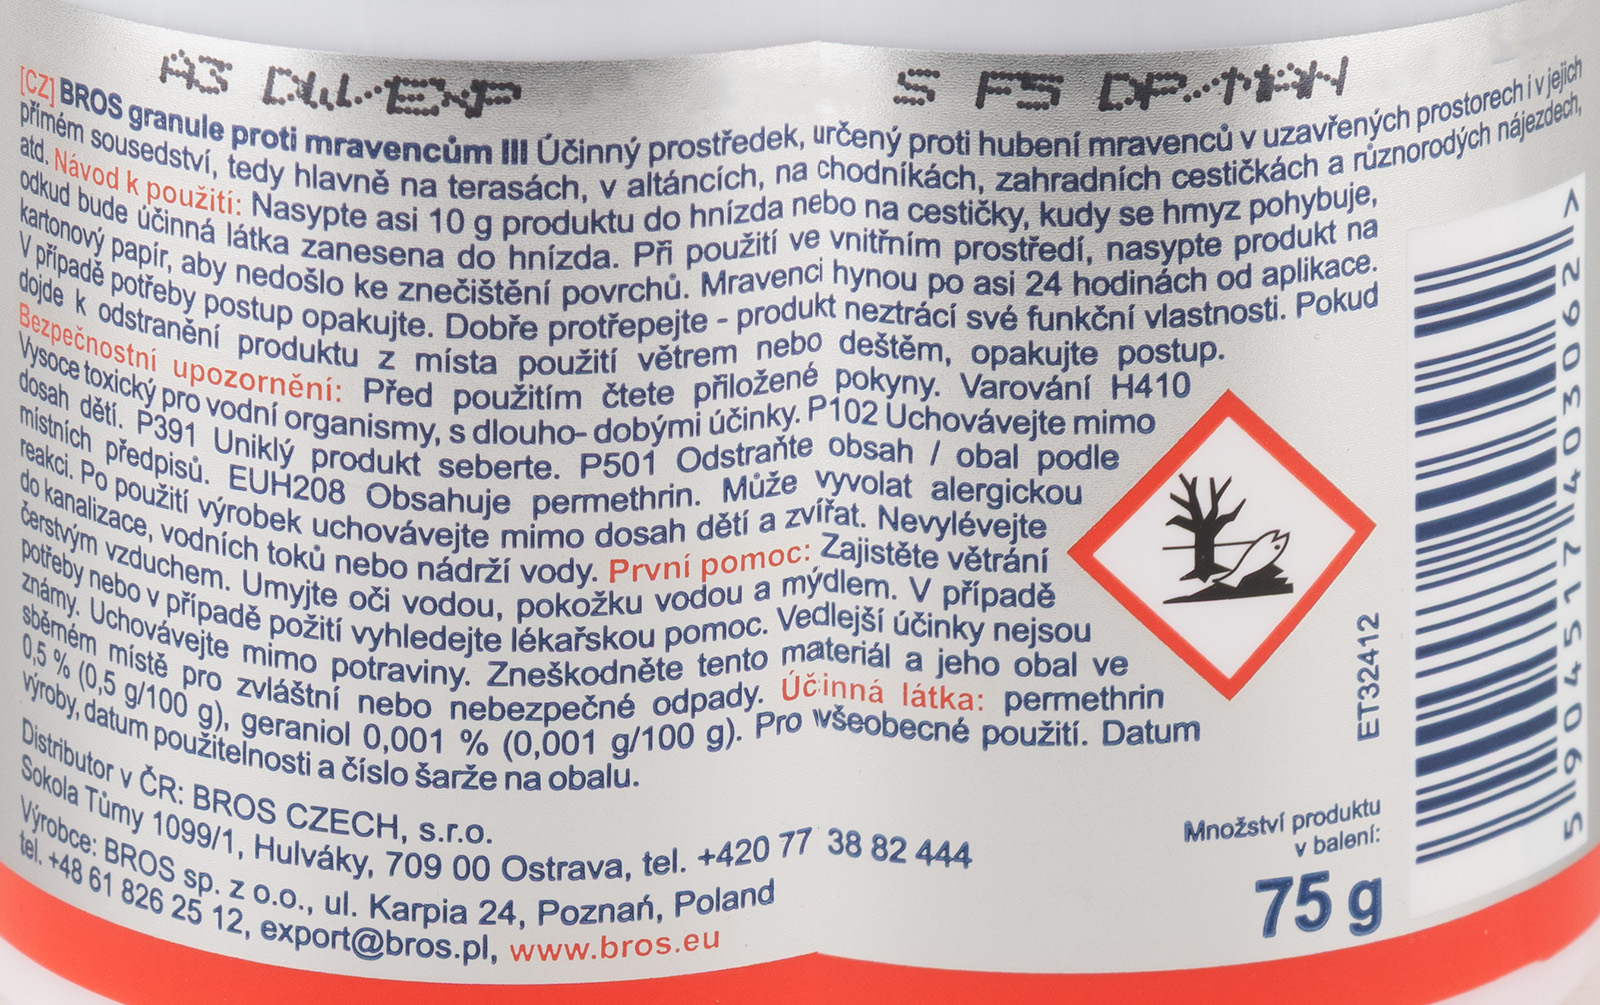 [CZ] BROS granule proti mravencům III Účinný prostředek, určený proti hubení mravenců v uzavřených prostorech i v jejich
přímém sousedství, tedy hlavně na terasách, v altáncích, na chodníkách, zahradních cestičkách a různorodých nájezdech,
atd. Návod k použití: Nasypte asi 10 g produktu do hnízda nebo na cestičky, kudy se hmyz pohybuje,
odkud bude účinná látka zanesena do hnízda. Při použití ve vnitřním prostředí, nasypte produkt na
kartonový papír, aby nedošlo ke znečištění povrchů. Mravenci hynou po asi 24 hodinách od aplikace.
V případě potřeby postup opakujte. Dobře protřepejte - produkt neztrácí své funkční vlastnosti. Pokud
dojde k odstranění produktu z místa použití větrem nebo deštěm, opakujte postup.
Bezpečnostní upozornění: Před použitím čtete přiložené pokyny. Varování H410
Vysoce toxický pro vodní organismy, s dlouho- dobými účinky. P102 Uchovávejte mimo
dosah dětí. P391 Uniklý produkt seberte. P501 Odstraňte obsah / obal podle
místních předpisů. EUH208 Obsahuje permethrin. Může vyvolat alergickou
reakci. Po použití výrobek uchovávejte mimo dosah dětí a zvířat. Nevylévejte
do kanalizace, vodních toků nebo nádrží vody. První pomoc: Zajistěte větrání
čerstvým vzduchem. Umyjte oči vodou, pokožku vodou a mýdlem. V případě
potřeby nebo v případě požití vyhledejte lékařskou pomoc. Vedlejší účinky nejsou
známy. Uchovávejte mimo potraviny. Zneškodněte tento materiál a jeho obal ve
sběrném místě pro zvláštní nebo nebezpečné odpady. Účinná látka: permethrin
0,5 % (0,5 g/100 g), geraniol 0,001 % (0,001 g/100 g). Pro všeobecné použití. Datum
výroby, datum použitelnosti a číslo šarže na obalu.
Distributor v ČR: BROS CZECH, s.r.o.
Sokola Tůmy 1099/1, Hulváky, 709 00 Ostrava, tel. +420 77 38 82 444
Výrobce: BROS sp. z o.o., ul. Karpia 24, Poznań, Poland
tel. +48 61 826 25 12, export@bros.pl, www.bros.eu
ET32412
Množství produktu
v balení:
75 g
5 904517 403062 >